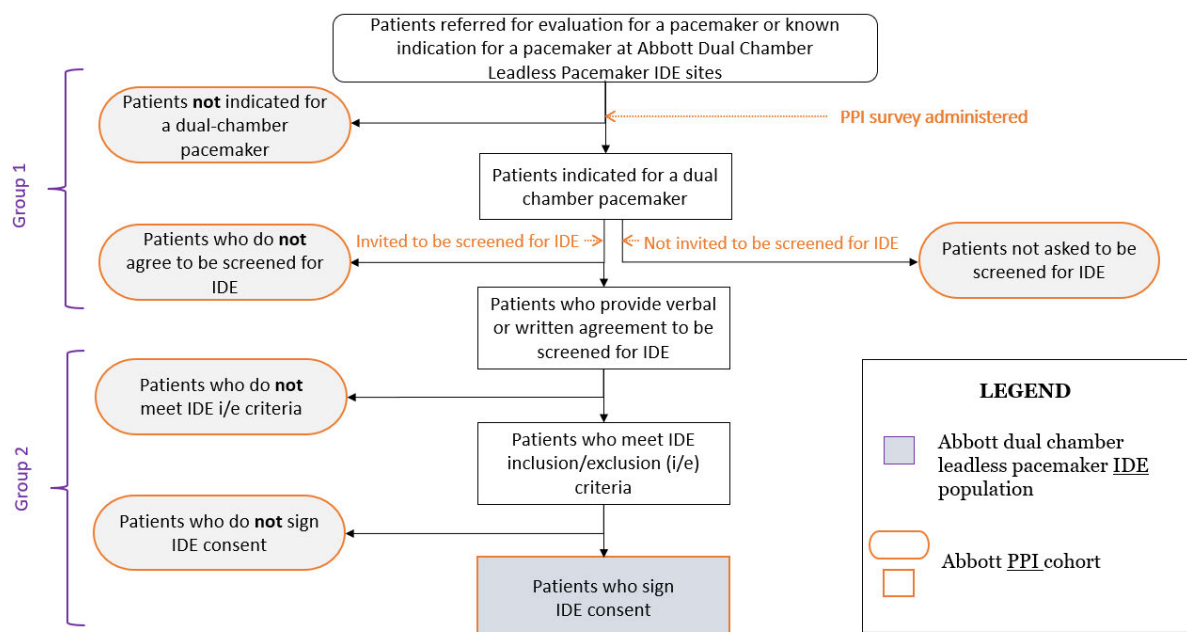 Patients referred for evaluation for a pacemaker or known
indication for a pacemaker at Abbott Dual Chamber
Leadless Pacemaker IDE sites
Patients not indicated for
a dual-chamber
pacemaker
PPI survey administered
Group 1
Patients indicated for a dual
chamber pacemaker
Patients who do not
agree to be screened for
IDE
Invited to be screened for IDE
Not invited to be screened for IDE
Patients not asked to be
screened for IDE
Patients who provide verbal
or written agreement to be
screened for IDE
Group 2
Patients who do not
meet IDE i/e criteria
Patients who meet IDE
inclusion/exclusion (i/e)
criteria
Patients who do not sign
IDE consent
Patients who sign
IDE consent
LEGEND
Abbott dual chamber
leadless pacemaker IDE
population
Abbott PPI cohort